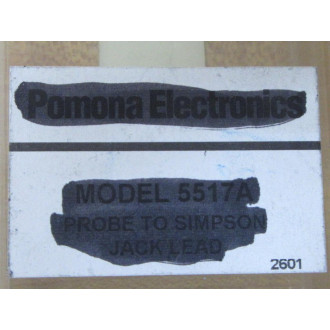 Pomona Electronics
MODEL 5517A
PROBE TO SIMPSON
JACK LEAD
2601